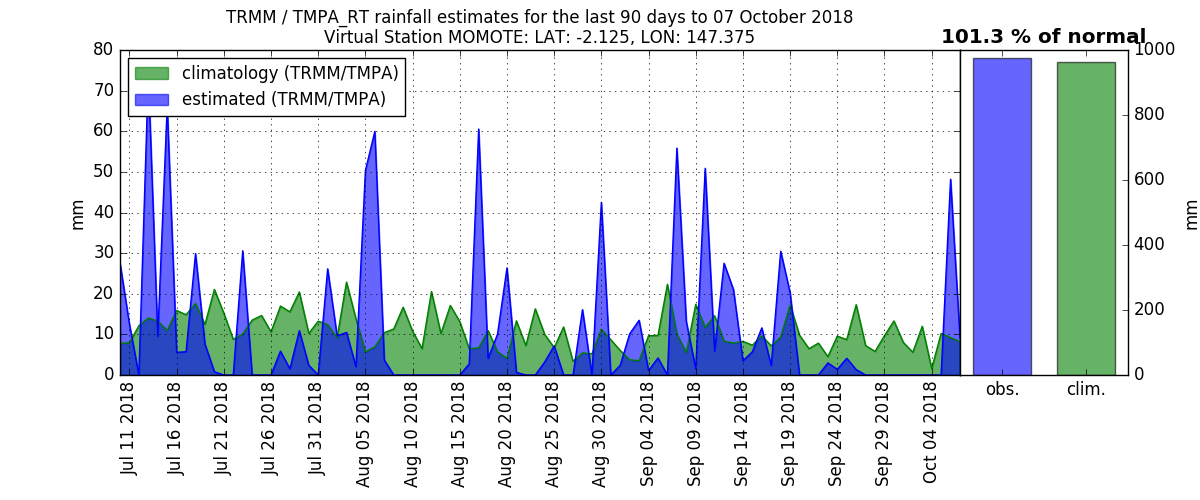 TRMM / TMPA_RT rainfall estimates for the last 90 days to 07 October 2018
Virtual Station MOMOTE: LAT: -2.125, LON: 147.375
101.3 % of normal
climatology (TRMM/TMPA)
estimated (TRMM/TMPA)
80
70
60
50
40
30
20
10
0
mm
Jul 11 2018
Jul 16 2018
Jul 21 2018
Jul 26 2018
Jul 31 2018
Aug 05 2018
Aug 10 2018
Aug 15 2018
Aug 20 2018
Aug 25 2018
Aug 30 2018
Sep 04 2018
Sep 09 2018
Sep 14 2018
Sep 19 2018
Sep 24 2018
Sep 29 2018
Oct 04 2018
1000
800
600
400
200
0
mm
obs.
clim.